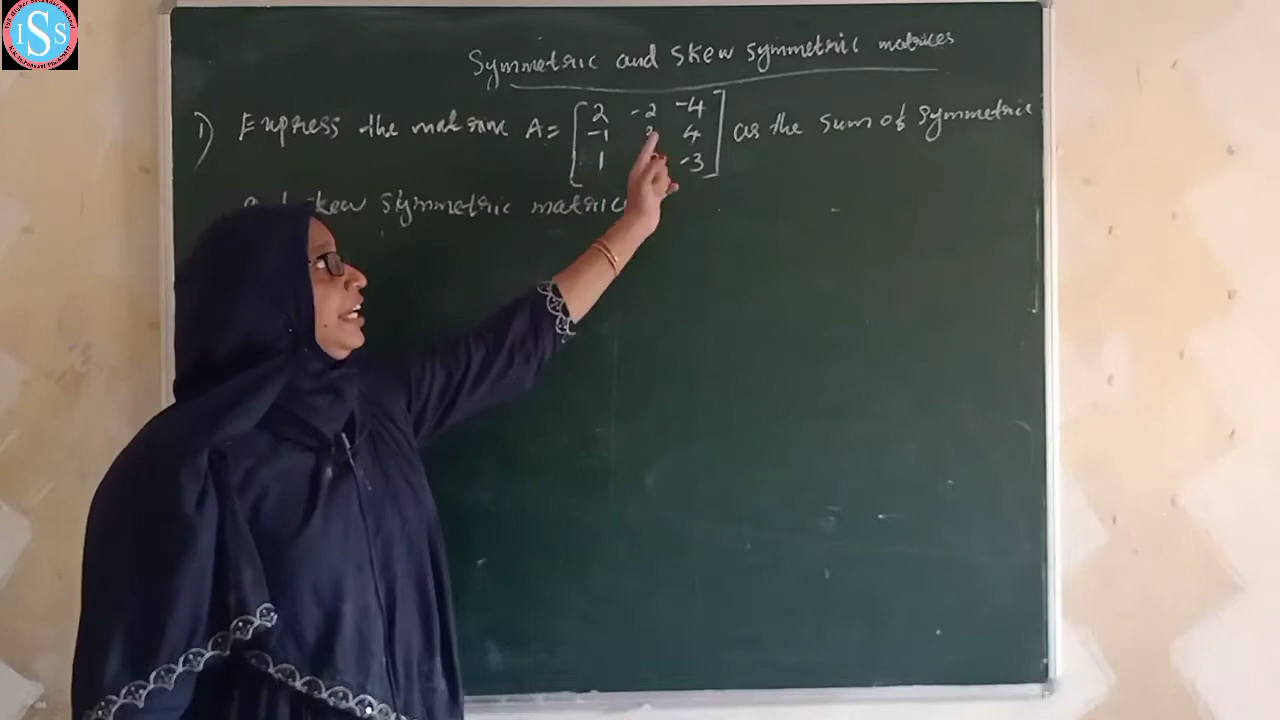 ISS
Symmetric and skew symmetric matrices
1) Express the matrix A = [ 2 -2 -4 ] as the sum of symmetric
-1 4
1 -3
skew symmetric